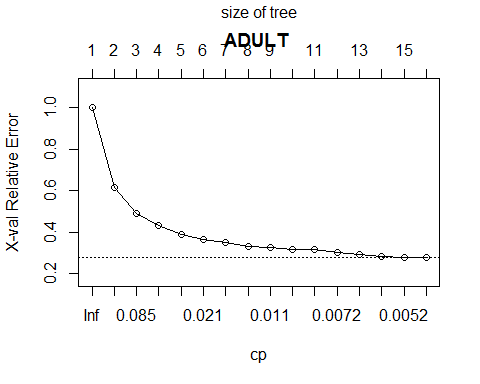 size of tree
ADULT
1 2 3 4 5 6 7 8 9 11 13 15
X-val Relative Error
1.0
0.8
0.6
0.4
0.2
Inf 0.085 0.021 0.011 0.0072 0.0052
cp